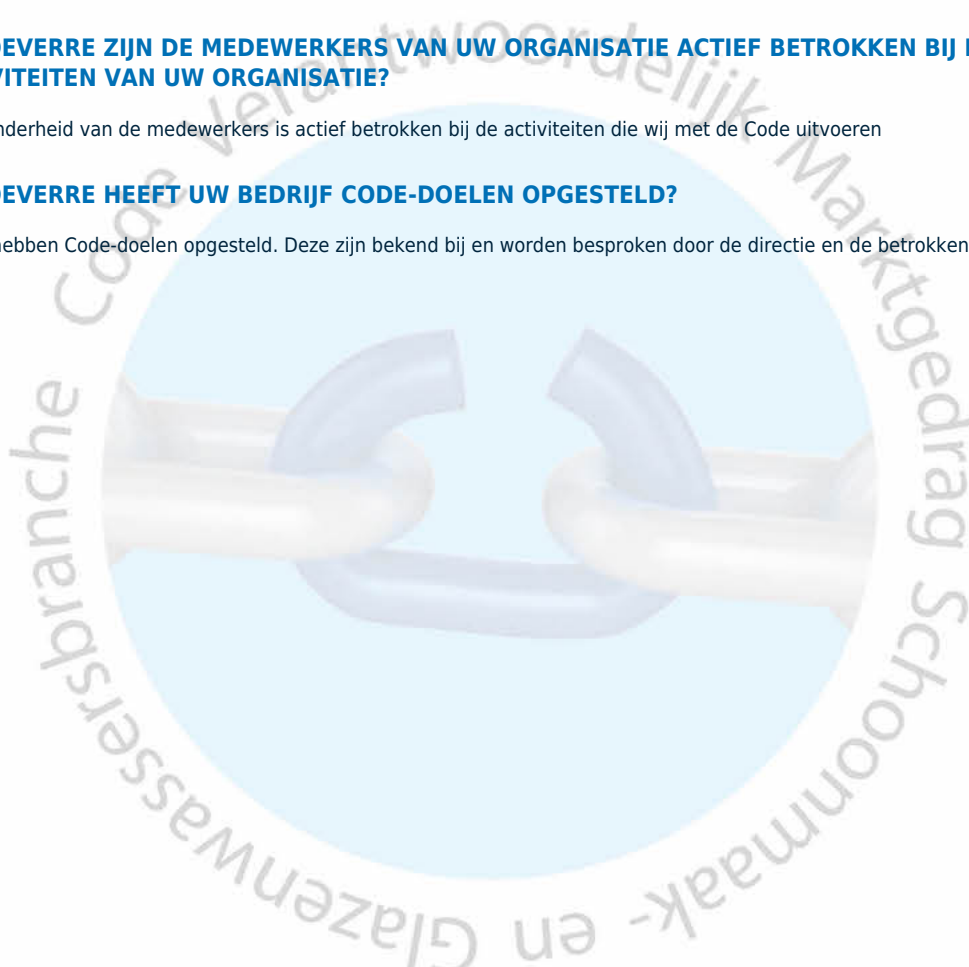 OEVERRE ZIJN DE MEDEWERKERS VAN UW ORGANISATIE ACTIEF BETROKKEN BIJ
VITEITEN VAN UW ORGANISATIE?
nderheid van de medewerkers is actief betrokken bij de activiteiten die wij met de Code uitvoeren
OEVERRE HEEFT UW BEDRIJF CODE-DOELEN OPGESTELD?
hebben Code-doelen opgesteld. Deze zijn bekend bij en worden besproken door de directie en de betrokken
Code Verantwoordelijk Marktgedrag Schoonmaak- en Glazenwassersbranche